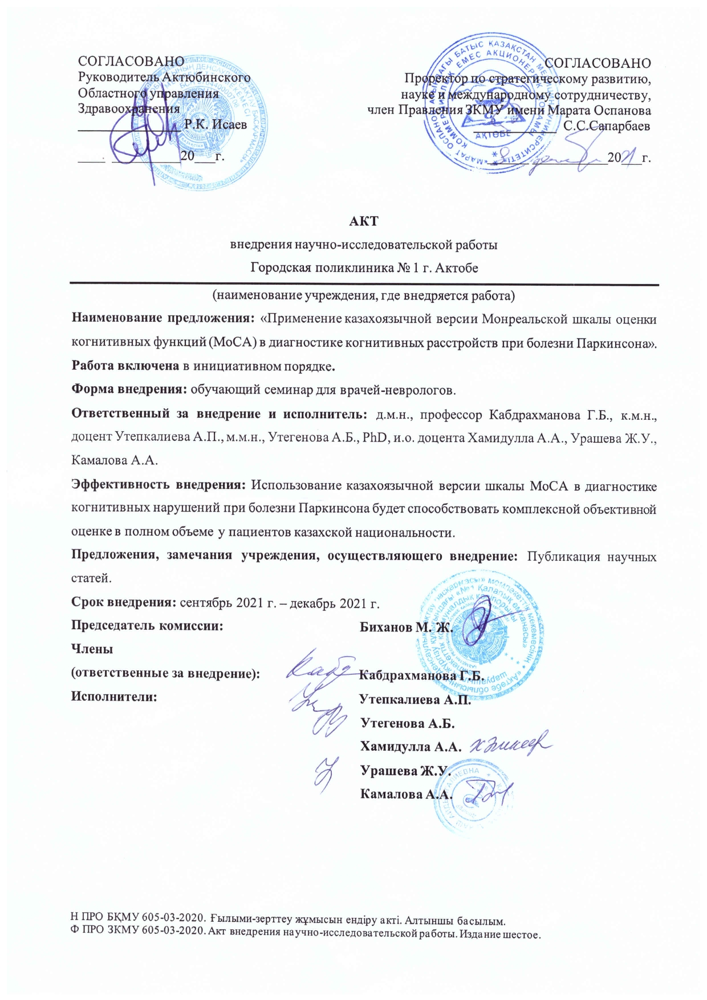 СОГЛАСОВАНО
Руководитель Актюбинского
Областного управления
Здравоохранения
_______________ Р.К. Исаев
____ __________20___г.
СОГЛАСОВАНО
Проректор по стратегическому развитию,
науке и международному сотрудничеству,
член Правления ЗКМУ имени Марата Оспанова
____________ С.С.Сапарбаев
8 декабрь 2021 г.
АКТ
внедрения научно-исследовательской работы
Городская поликлиника № 1 г. Актобе
(наименование учреждения, где внедряется работа)
Наименование предложения: «Применение казахоязычной версии Монреальской шкалы оценки
когнитивных функций (МоСА) в диагностике когнитивных расстройств при болезни Паркинсона».
Работа включена в инициативном порядке.
Форма внедрения: обучающий семинар для врачей-неврологов.
Ответственный за внедрение и исполнитель: д.м.н., профессор Кабдрахманова Г.Б., к.м.н.,
доцент Утепкалиева А.П., м.м.н., Утегенова А.Б., PhD, и.о. доцента Хамидулла А.А., Урашева Ж.У.,
Камалова А.А.
Эффективность внедрения: Использование казахоязычной версии шкалы МоСА в диагностике
когнитивных нарушений при болезни Паркинсона будет способствовать комплексной объективной
оценке в полном объеме у пациентов казахской национальности.
Предложения, замечания учреждения, осуществляющего внедрение: Публикация научных
статей.
Срок внедрения: сентябрь 2021 г. – декабрь 2021 г.
Председатель комиссии: Биханов М. Ж.
Члены
(ответственные за внедрение): Кабдрахманова Г.Б.
Исполнители: Утепкалиева А.П.
Утегенова А.Б.
Хамидулла А.А.
Урашева Ж.У.
Камалова А.А.
Н ПРО БҚМУ 605-03-2020. Ғылыми-зерттеу жұмысын ендіру акті. Алтыншы басылым.
Ф ПРО ЗКМУ 605-03-2020. Акт внедрения научно-исследовательской работы. Издание шестое.